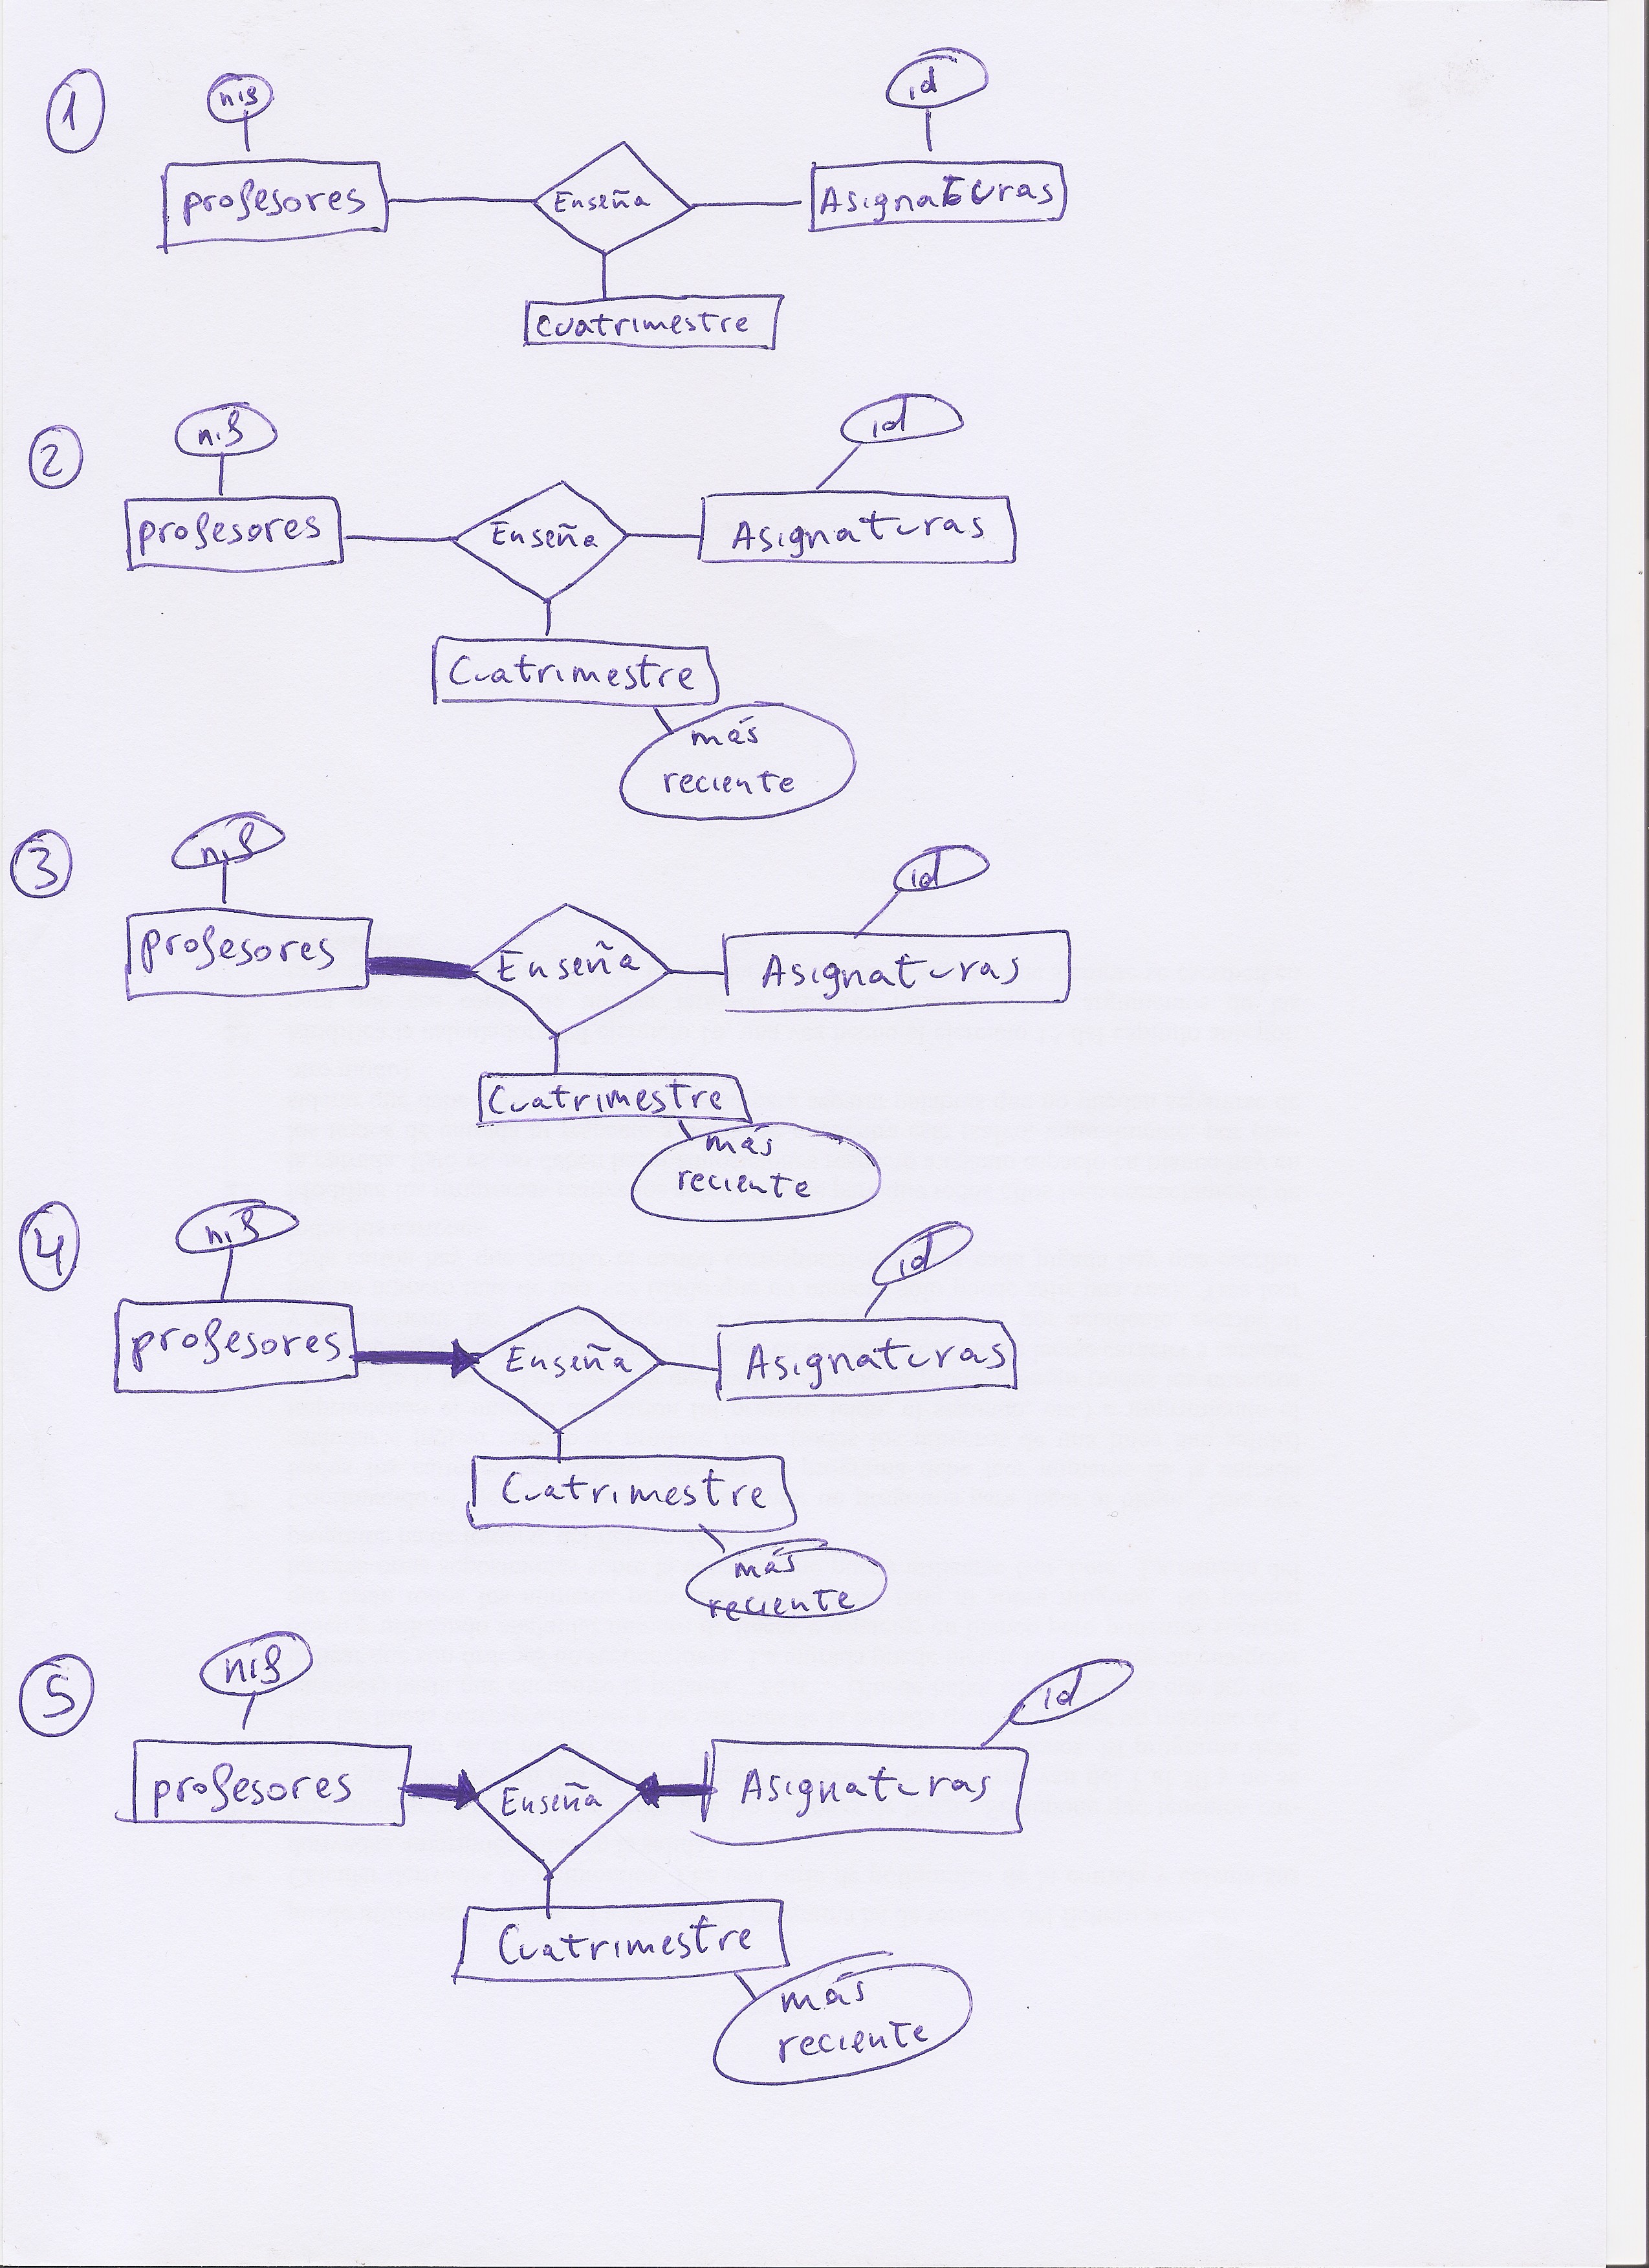 1
nif
id
profesores
Enseña
Asignaturas
Cuatrimestre
2
nif
id
profesores
Enseña
Asignaturas
Cuatrimestre
más
reciente
3
nif
id
profesores
Enseña
Asignaturas
Cuatrimestre
más
reciente
4
nif
id
profesores
Enseña
Asignaturas
Cuatrimestre
más
reciente
5
nif
id
profesores
Enseña
Asignaturas
Cuatrimestre
más
reciente